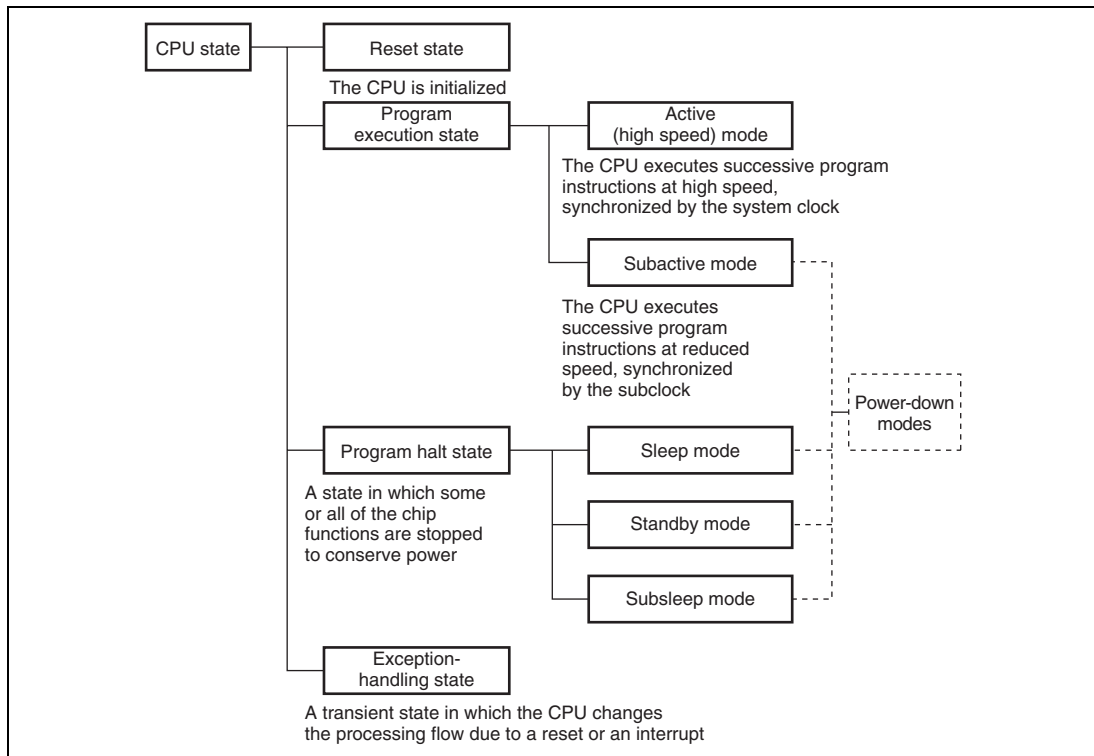 CPU state
Reset state
The CPU is initialized
Program
execution state
Active
(high speed) mode
The CPU executes successive program
instructions at high speed,
synchronized by the system clock
Subactive mode
The CPU executes
successive program
instructions at reduced
speed, synchronized
by the subclock
Power-down
modes
Program halt state
A state in which some
or all of the chip
functions are stopped
to conserve power
Sleep mode
Standby mode
Subsleep mode
Exception-
handling state
A transient state in which the CPU changes
the processing flow due to a reset or an interrupt